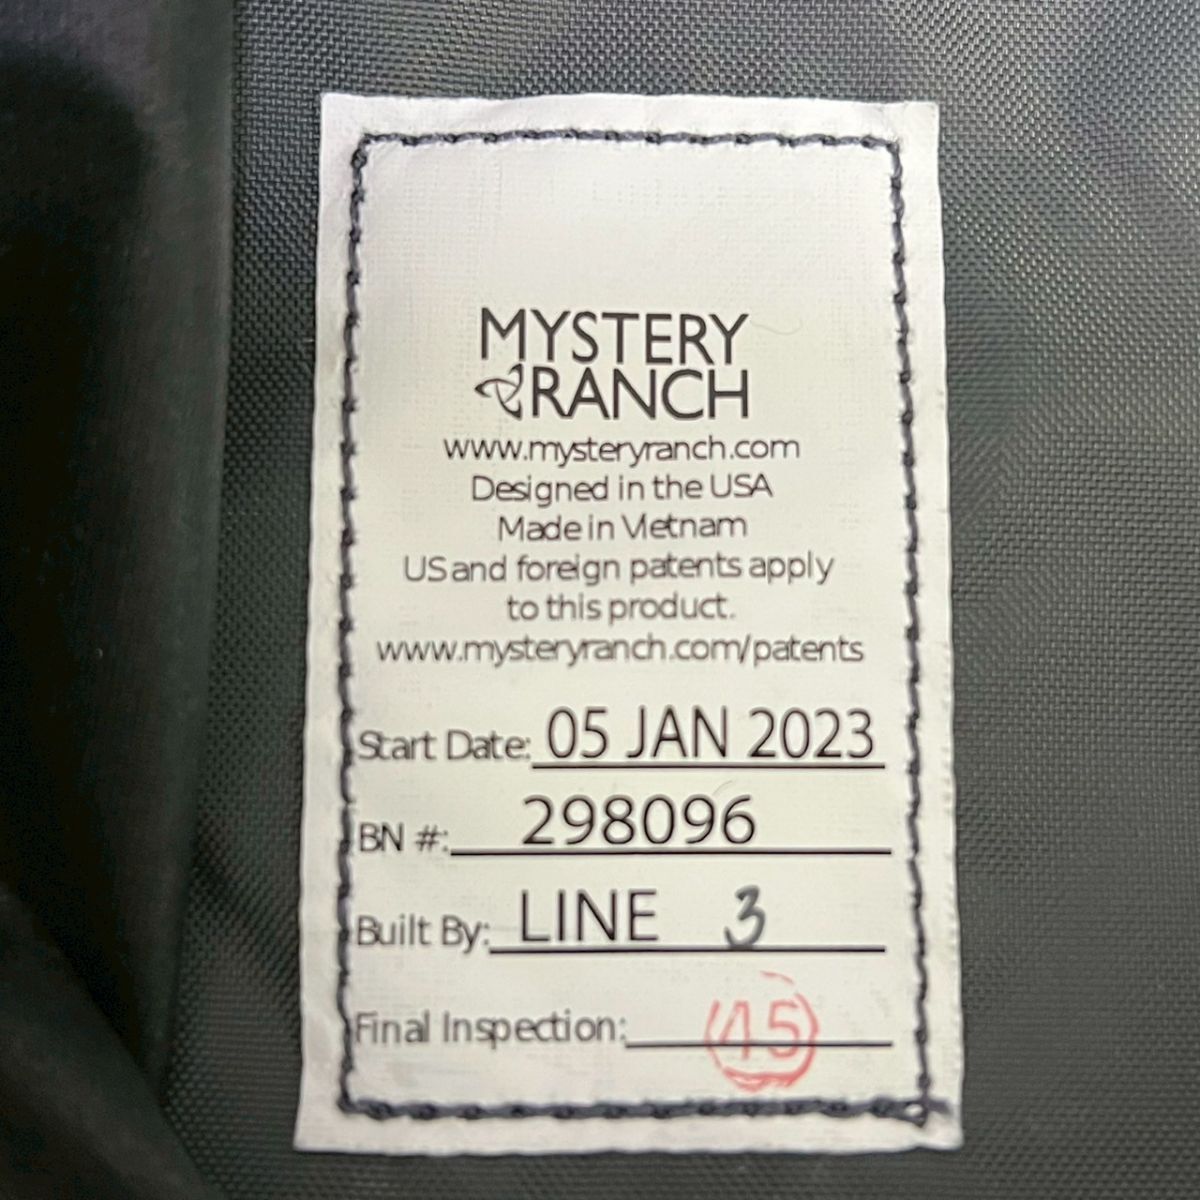 MYSTERY
RANCH
www.mysteryranch.com
Designed in the USA
Made in Vietnam
US and foreign patents apply
to this product.
www.mysteryranch.com/patents
Start Date: 05 JAN 2023
BN #: 298096
Built By: LINE 3
Final Inspection: 15